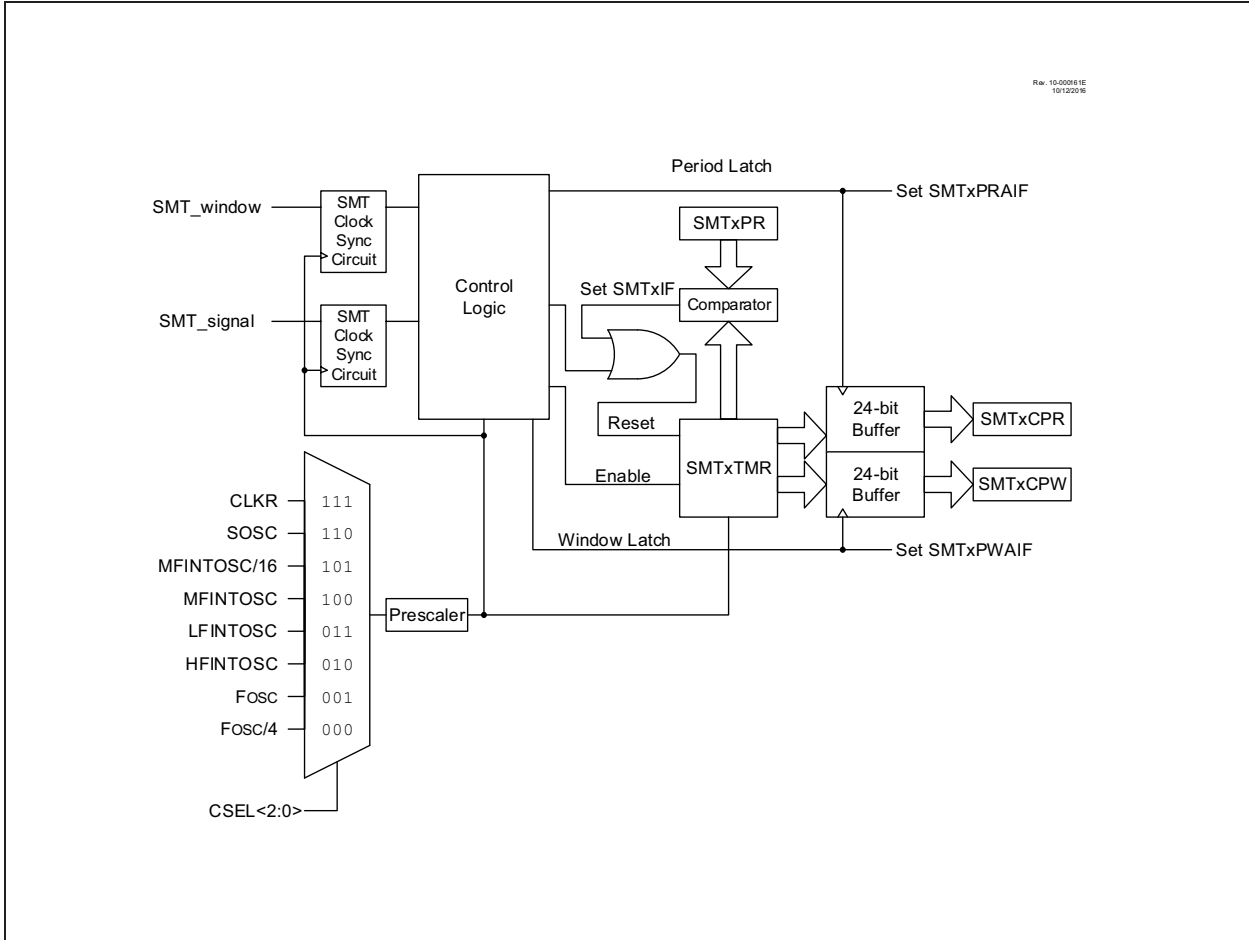 Rev. 10-000161E
10/12/2016
Period Latch
Set SMTxPRAIF
SMT_window
SMT
Clock
Sync
Circuit
SMTxPR
Control
Logic
Set SMTxIF
Comparator
SMT_signal
SMT
Clock
Sync
Circuit
24-bit
Buffer
SMTxCPR
Reset
SMTxTMR
Enable
24-bit
Buffer
SMTxCPW
Window Latch
Set SMTxPWAIF
CLKR 111
SOSC 110
MFINTOSC/16 101
MFINTOSC 100
LFINTOSC 011
HFINTOSC 010
FOSC 001
FOSC/4 000
Prescaler
CSEL<2:0>